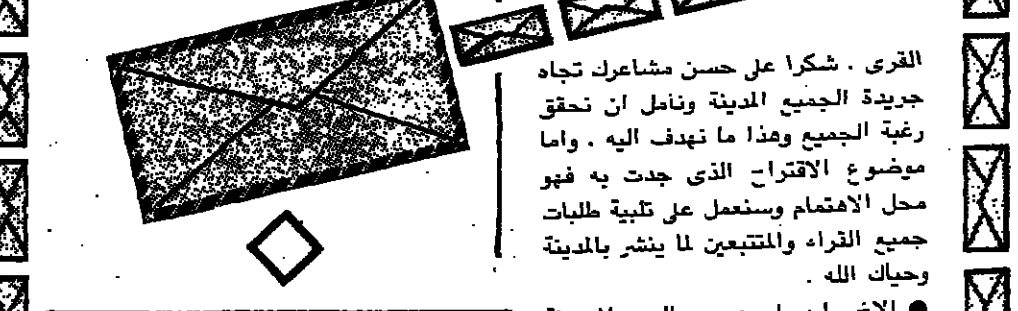 القرى . شكرا على حسن مشاعرك تجاه
جريدة الجميع المدينة ونامل ان نحقق
رغبة الجميع وهذا ما نهدف اليه . واما
موضوع الاقتراح الذى جدت به فهو
محل الاهتمام وسنعمل على تلبية طلبات
جميع القراء والمتتبعين لما ينشر بالمدينة
وحياك الله .